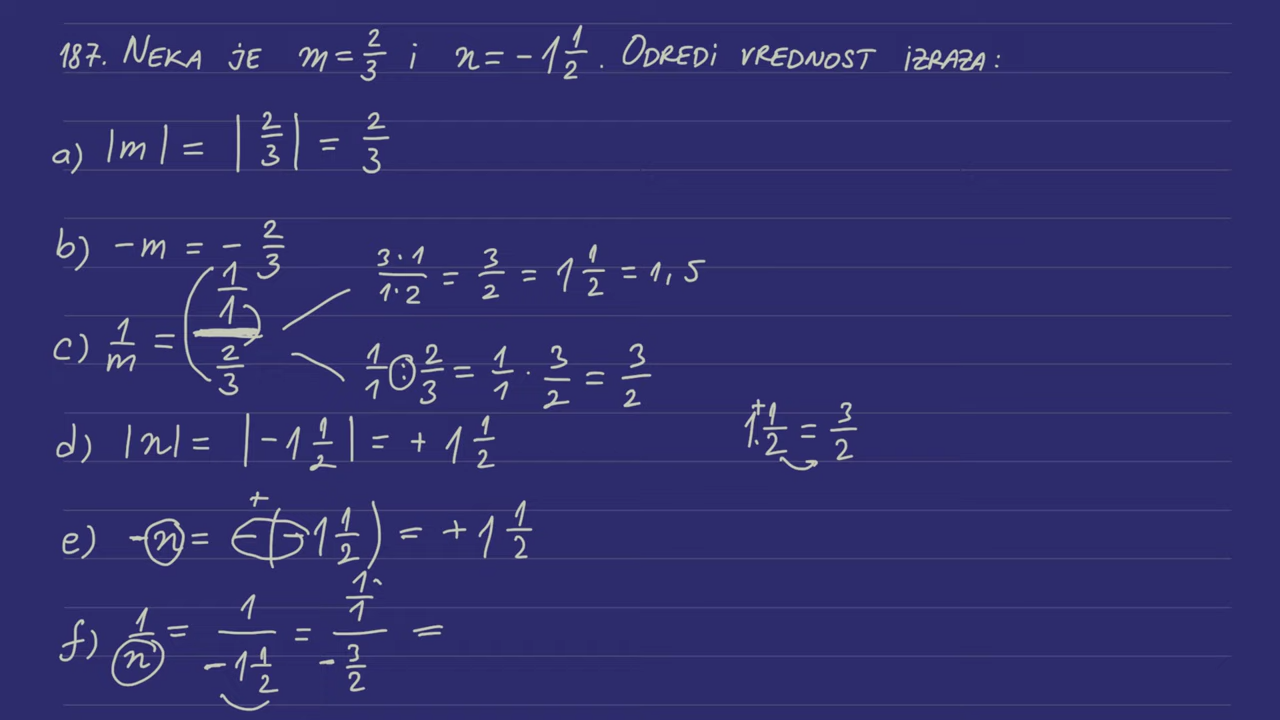 187. NEKA JE m = 2/3 i n = -1 1/2. ODREDI VREDNOST IZRAZA:
a) |m| = |2/3| = 2/3
b) -m = - 2/3
c) 1/m = (1/1)/(2/3)
3·1/1·2 = 3/2 = 1 1/2 = 1,5
1/1 : 2/3 = 1/1 · 3/2 = 3/2
d) |n| = |-1 1/2| = + 1 1/2
1 + 1/2 = 3/2
e) -n = -(-1 1/2) = + 1 1/2
+
f) 1/n = 1/(-1 1/2) = (1/1)/(-3/2) =